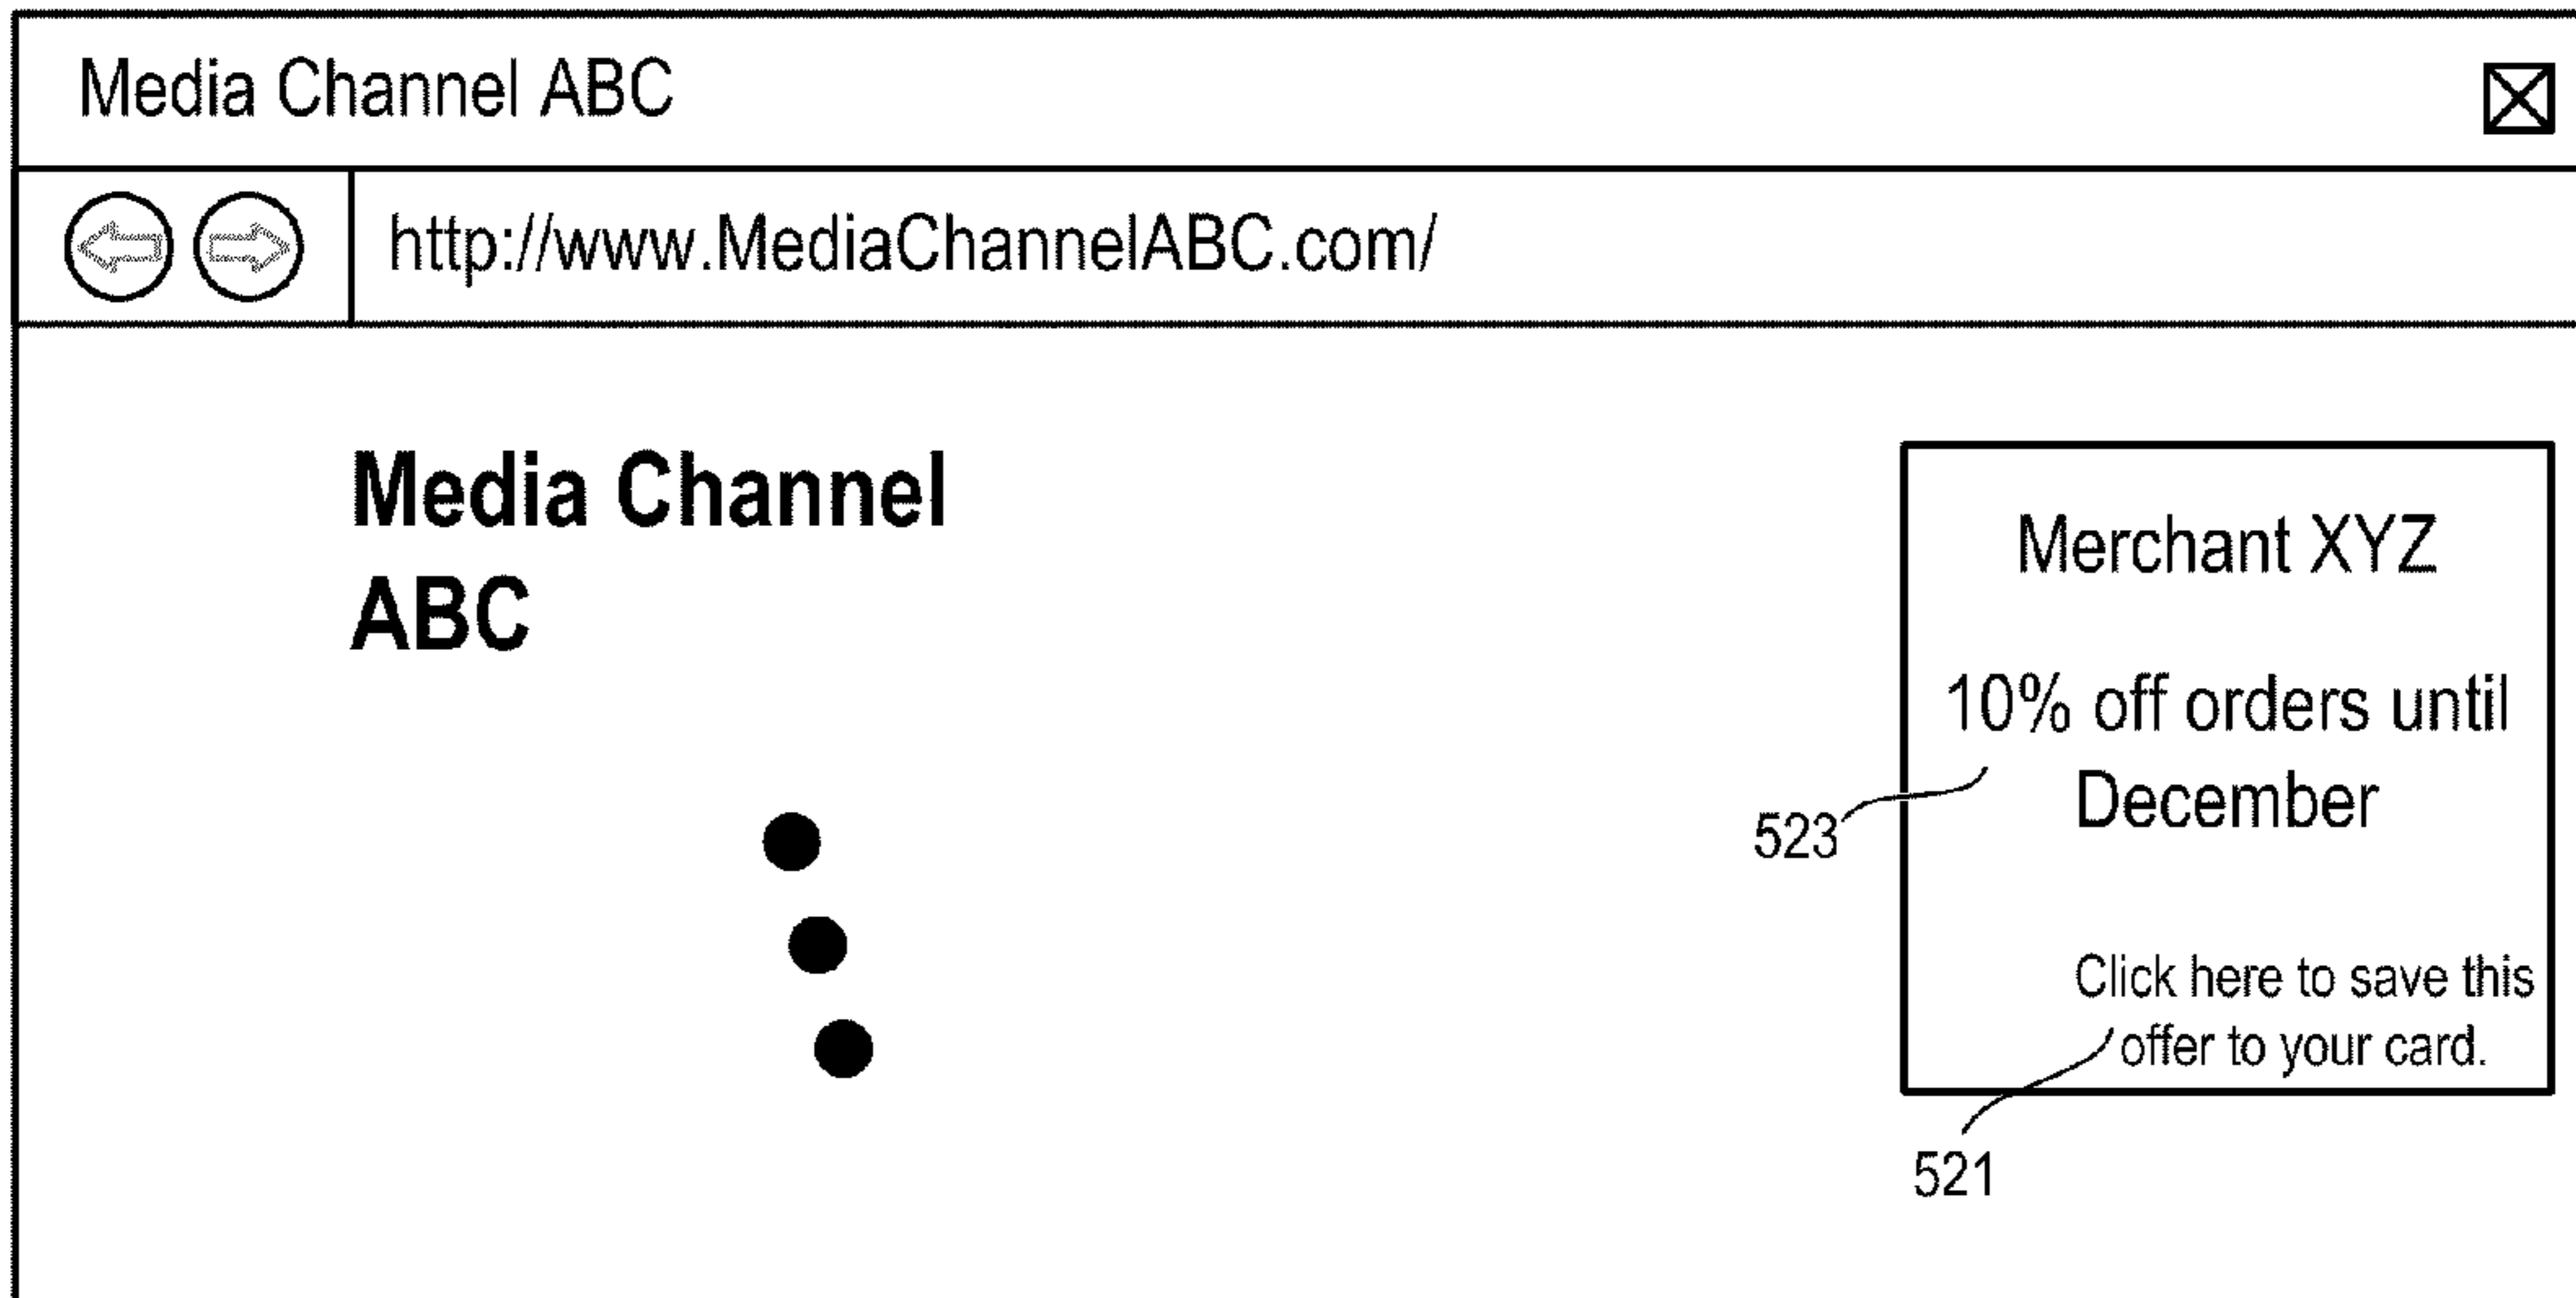 Media Channel ABC
http://www.MediaChannelABC.com/
Media Channel
ABC
Merchant XYZ
10% off orders until
December
523
Click here to save this
offer to your card.
521